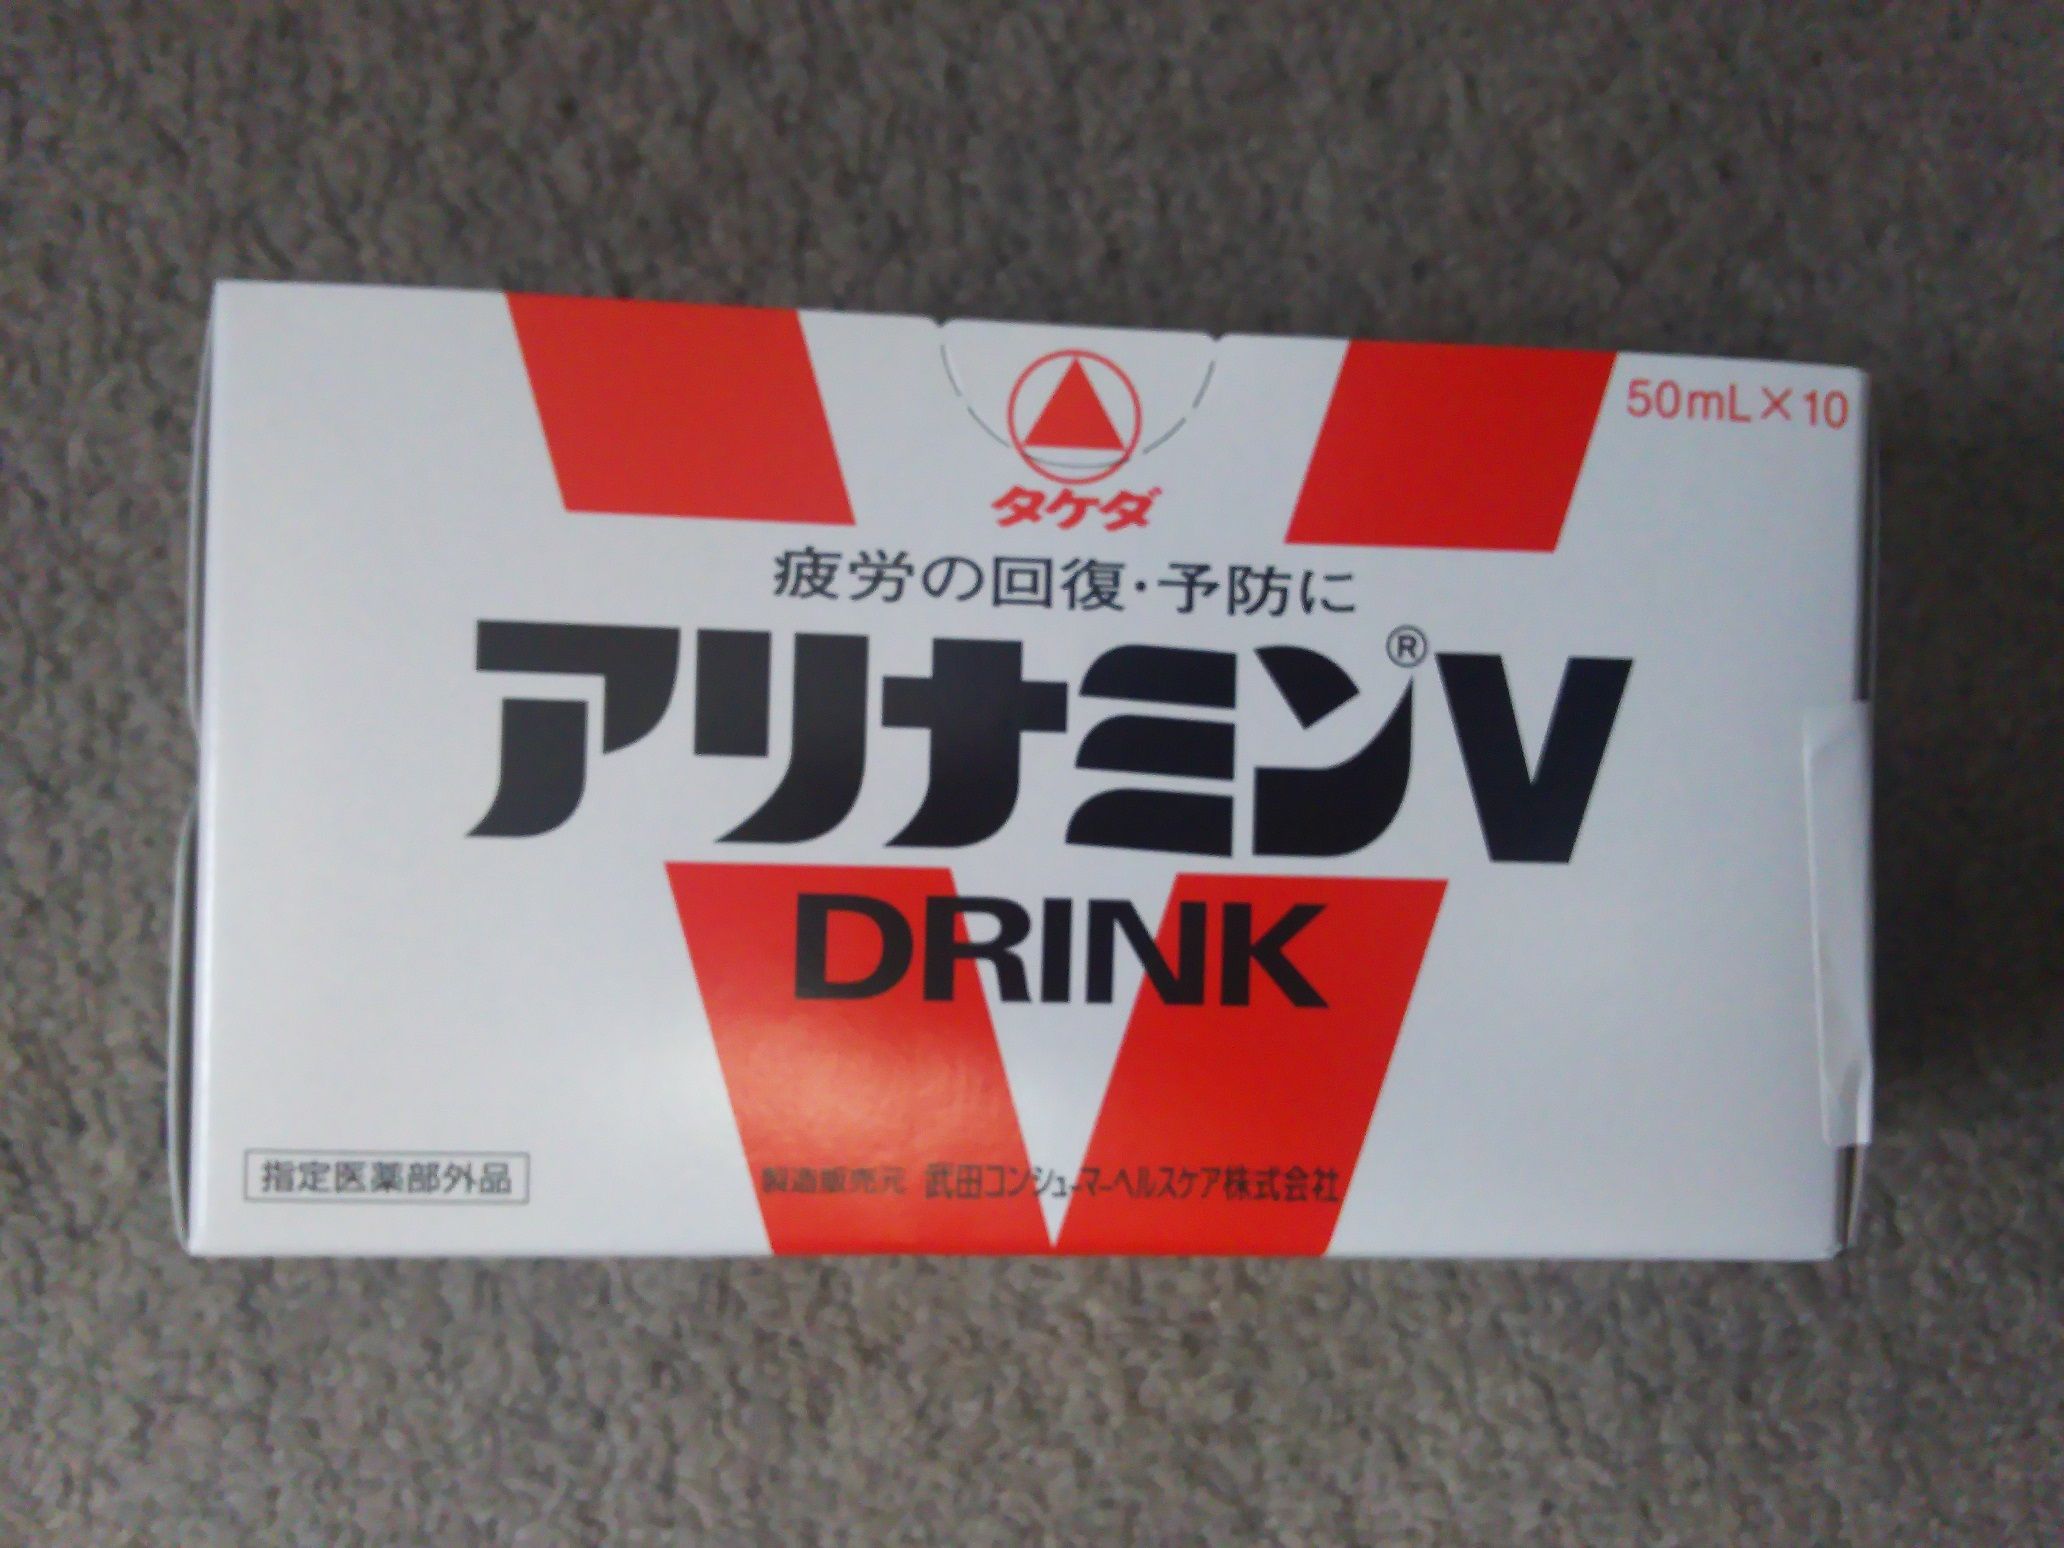 50mL×10
タケダ
疲労の回復・予防に
アリナミン®V
DRINK
指定医薬部外品
製造販売元 武田コンシューマーヘルスケア株式会社